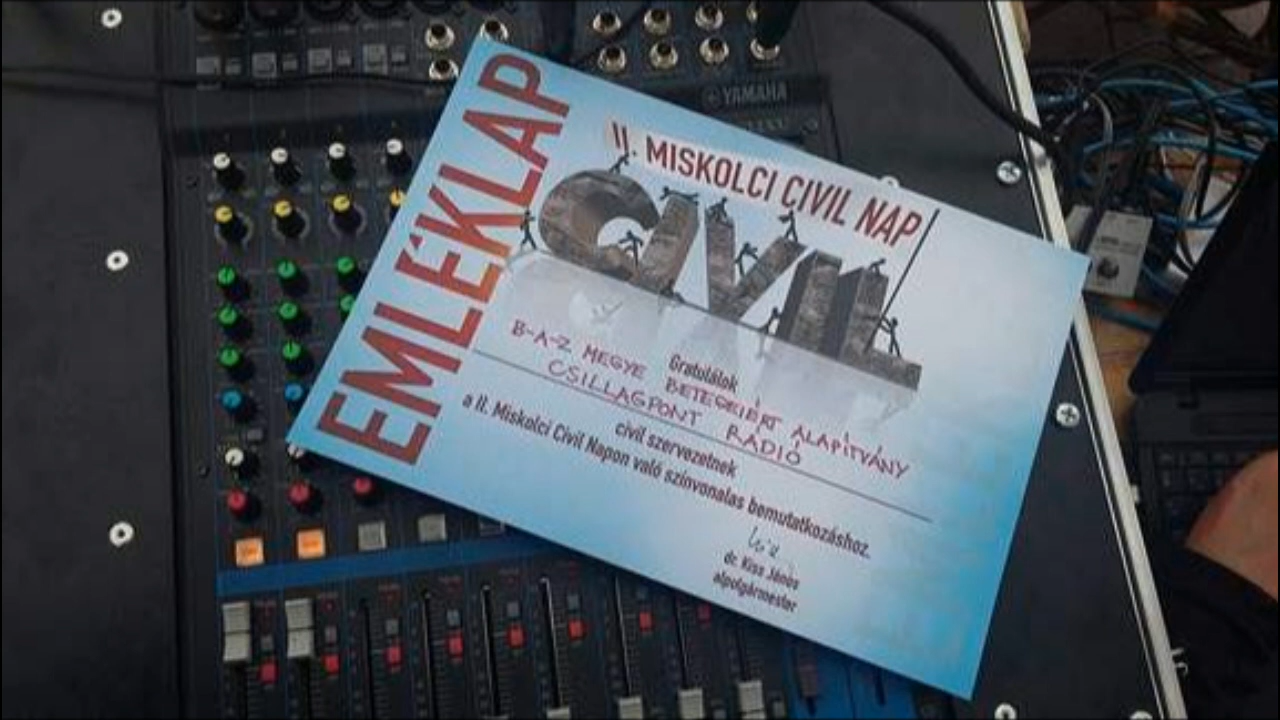 YAMAHA
EMLÉKLAP
II. MISKOLCI CIVIL NAP
CIVIL
Gratulálok
B-A-Z MEGYE BETEGEIÉRT ALAPÍTVÁNY
CSILLAGPONT RÁDIÓ
civil szervezetnek
a II. Miskolci Civil Napon való színvonalas bemutatkozáshoz.
dr. Kiss János
alpolgármester